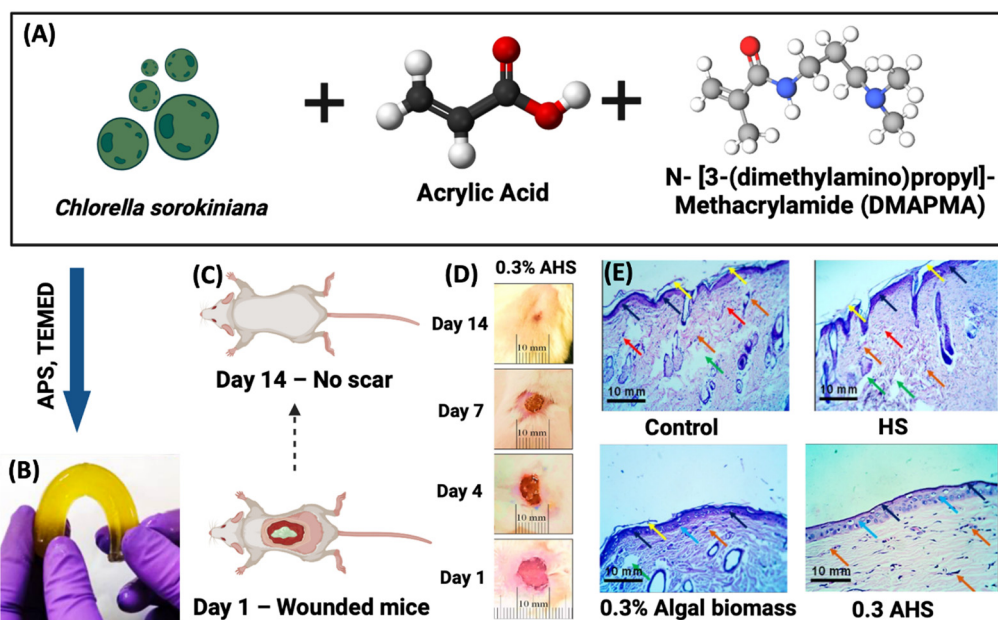 (A)
+
+
Chlorella sorokiniana
Acrylic Acid
N- [3-(dimethylamino)propyl]-
Methacrylamide (DMAPMA)
APS, TEMED
(B)
(C)
Day 14 – No scar
Day 1 – Wounded mice
(D)
0.3% AHS
Day 14
10 mm
Day 7
10 mm
Day 4
10 mm
Day 1
10 mm
(E)
10 mm
Control
10 mm
HS
10 mm
0.3% Algal biomass
10 mm
0.3 AHS